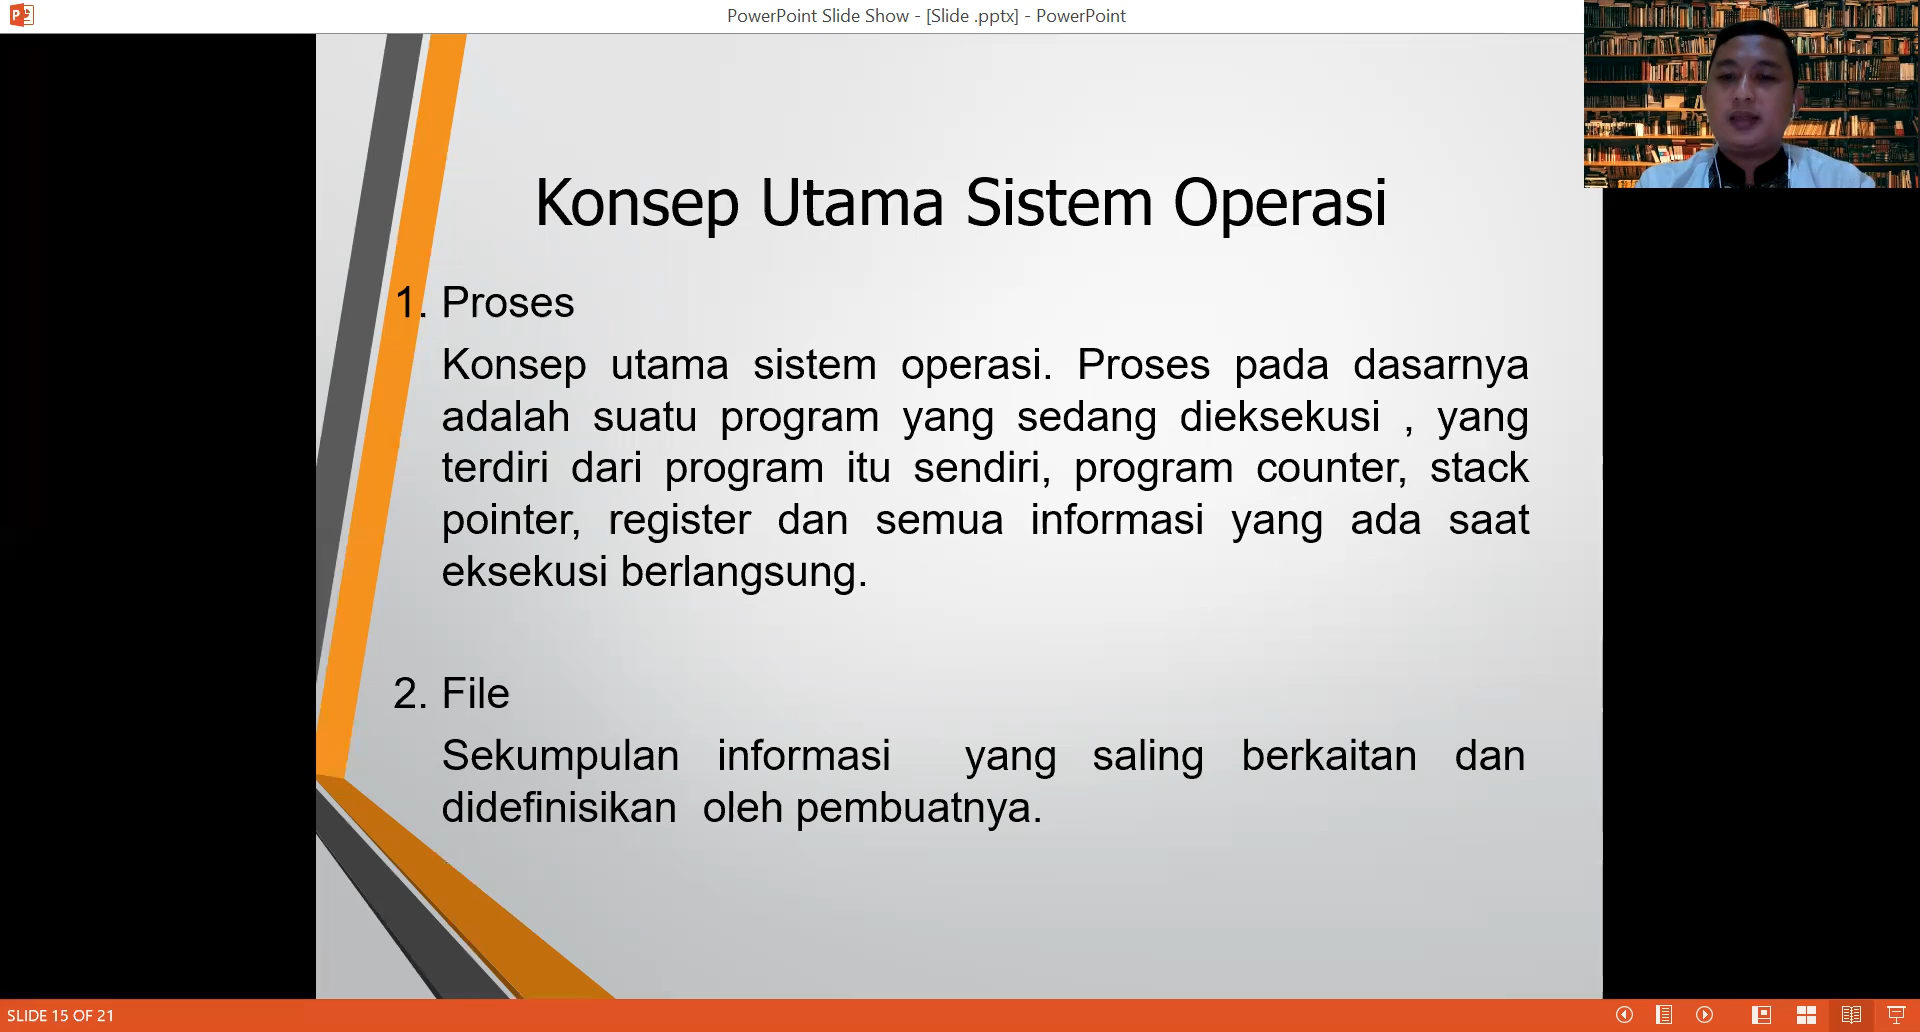 PowerPoint Slide Show - [Slide .pptx] - PowerPoint
Konsep Utama Sistem Operasi
1. Proses
Konsep utama sistem operasi. Proses pada dasarnya
adalah suatu program yang sedang dieksekusi , yang
terdiri dari program itu sendiri, program counter, stack
pointer, register dan semua informasi yang ada saat
eksekusi berlangsung.
2. File
Sekumpulan informasi yang saling berkaitan dan
didefinisikan oleh pembuatnya.
SLIDE 15 OF 21